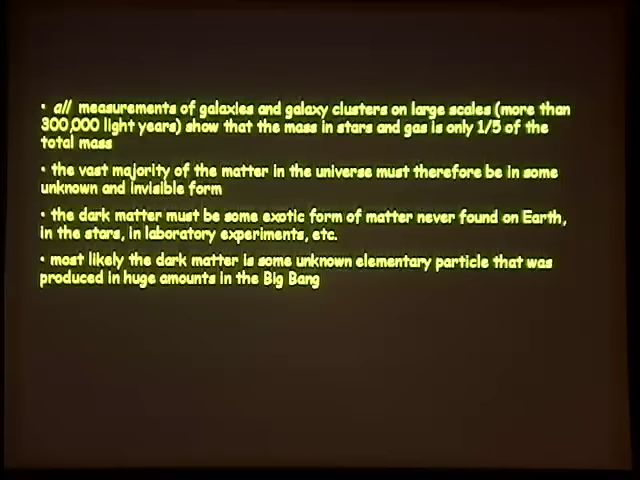 • all measurements of galaxies and galaxy clusters on large scales (more than
300,000 light years) show that the mass in stars and gas is only 1/5 of the
total mass
• the vast majority of the matter in the universe must therefore be in some
unknown and invisible form
• the dark matter must be some exotic form of matter never found on Earth,
in the stars, in laboratory experiments, etc.
• most likely the dark matter is some unknown elementary particle that was
produced in huge amounts in the Big Bang